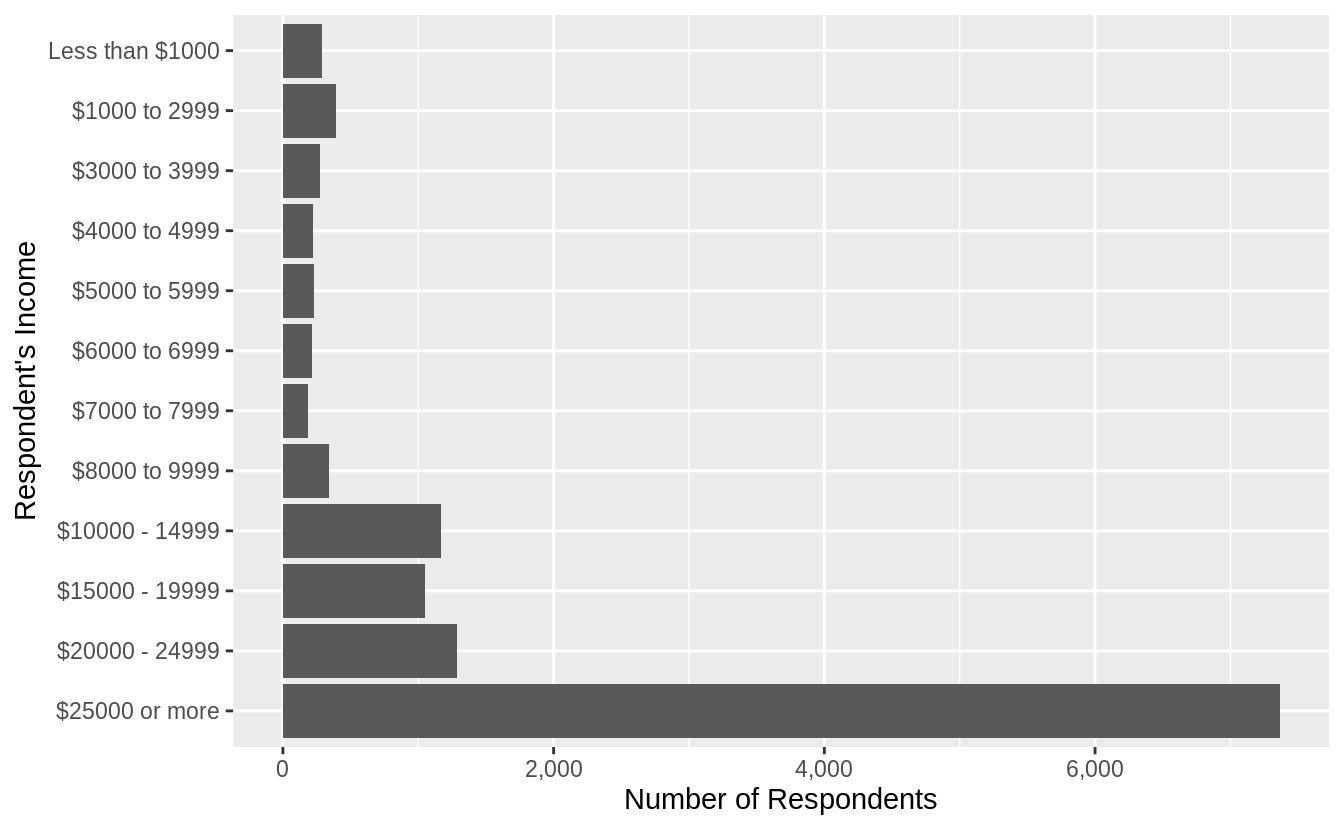 Less than $1000
$1000 to 2999
$3000 to 3999
$4000 to 4999
$5000 to 5999
$6000 to 6999
$7000 to 7999
$8000 to 9999
$10000 - 14999
$15000 - 19999
$20000 - 24999
$25000 or more
Respondent's Income
0 2,000 4,000 6,000
Number of Respondents